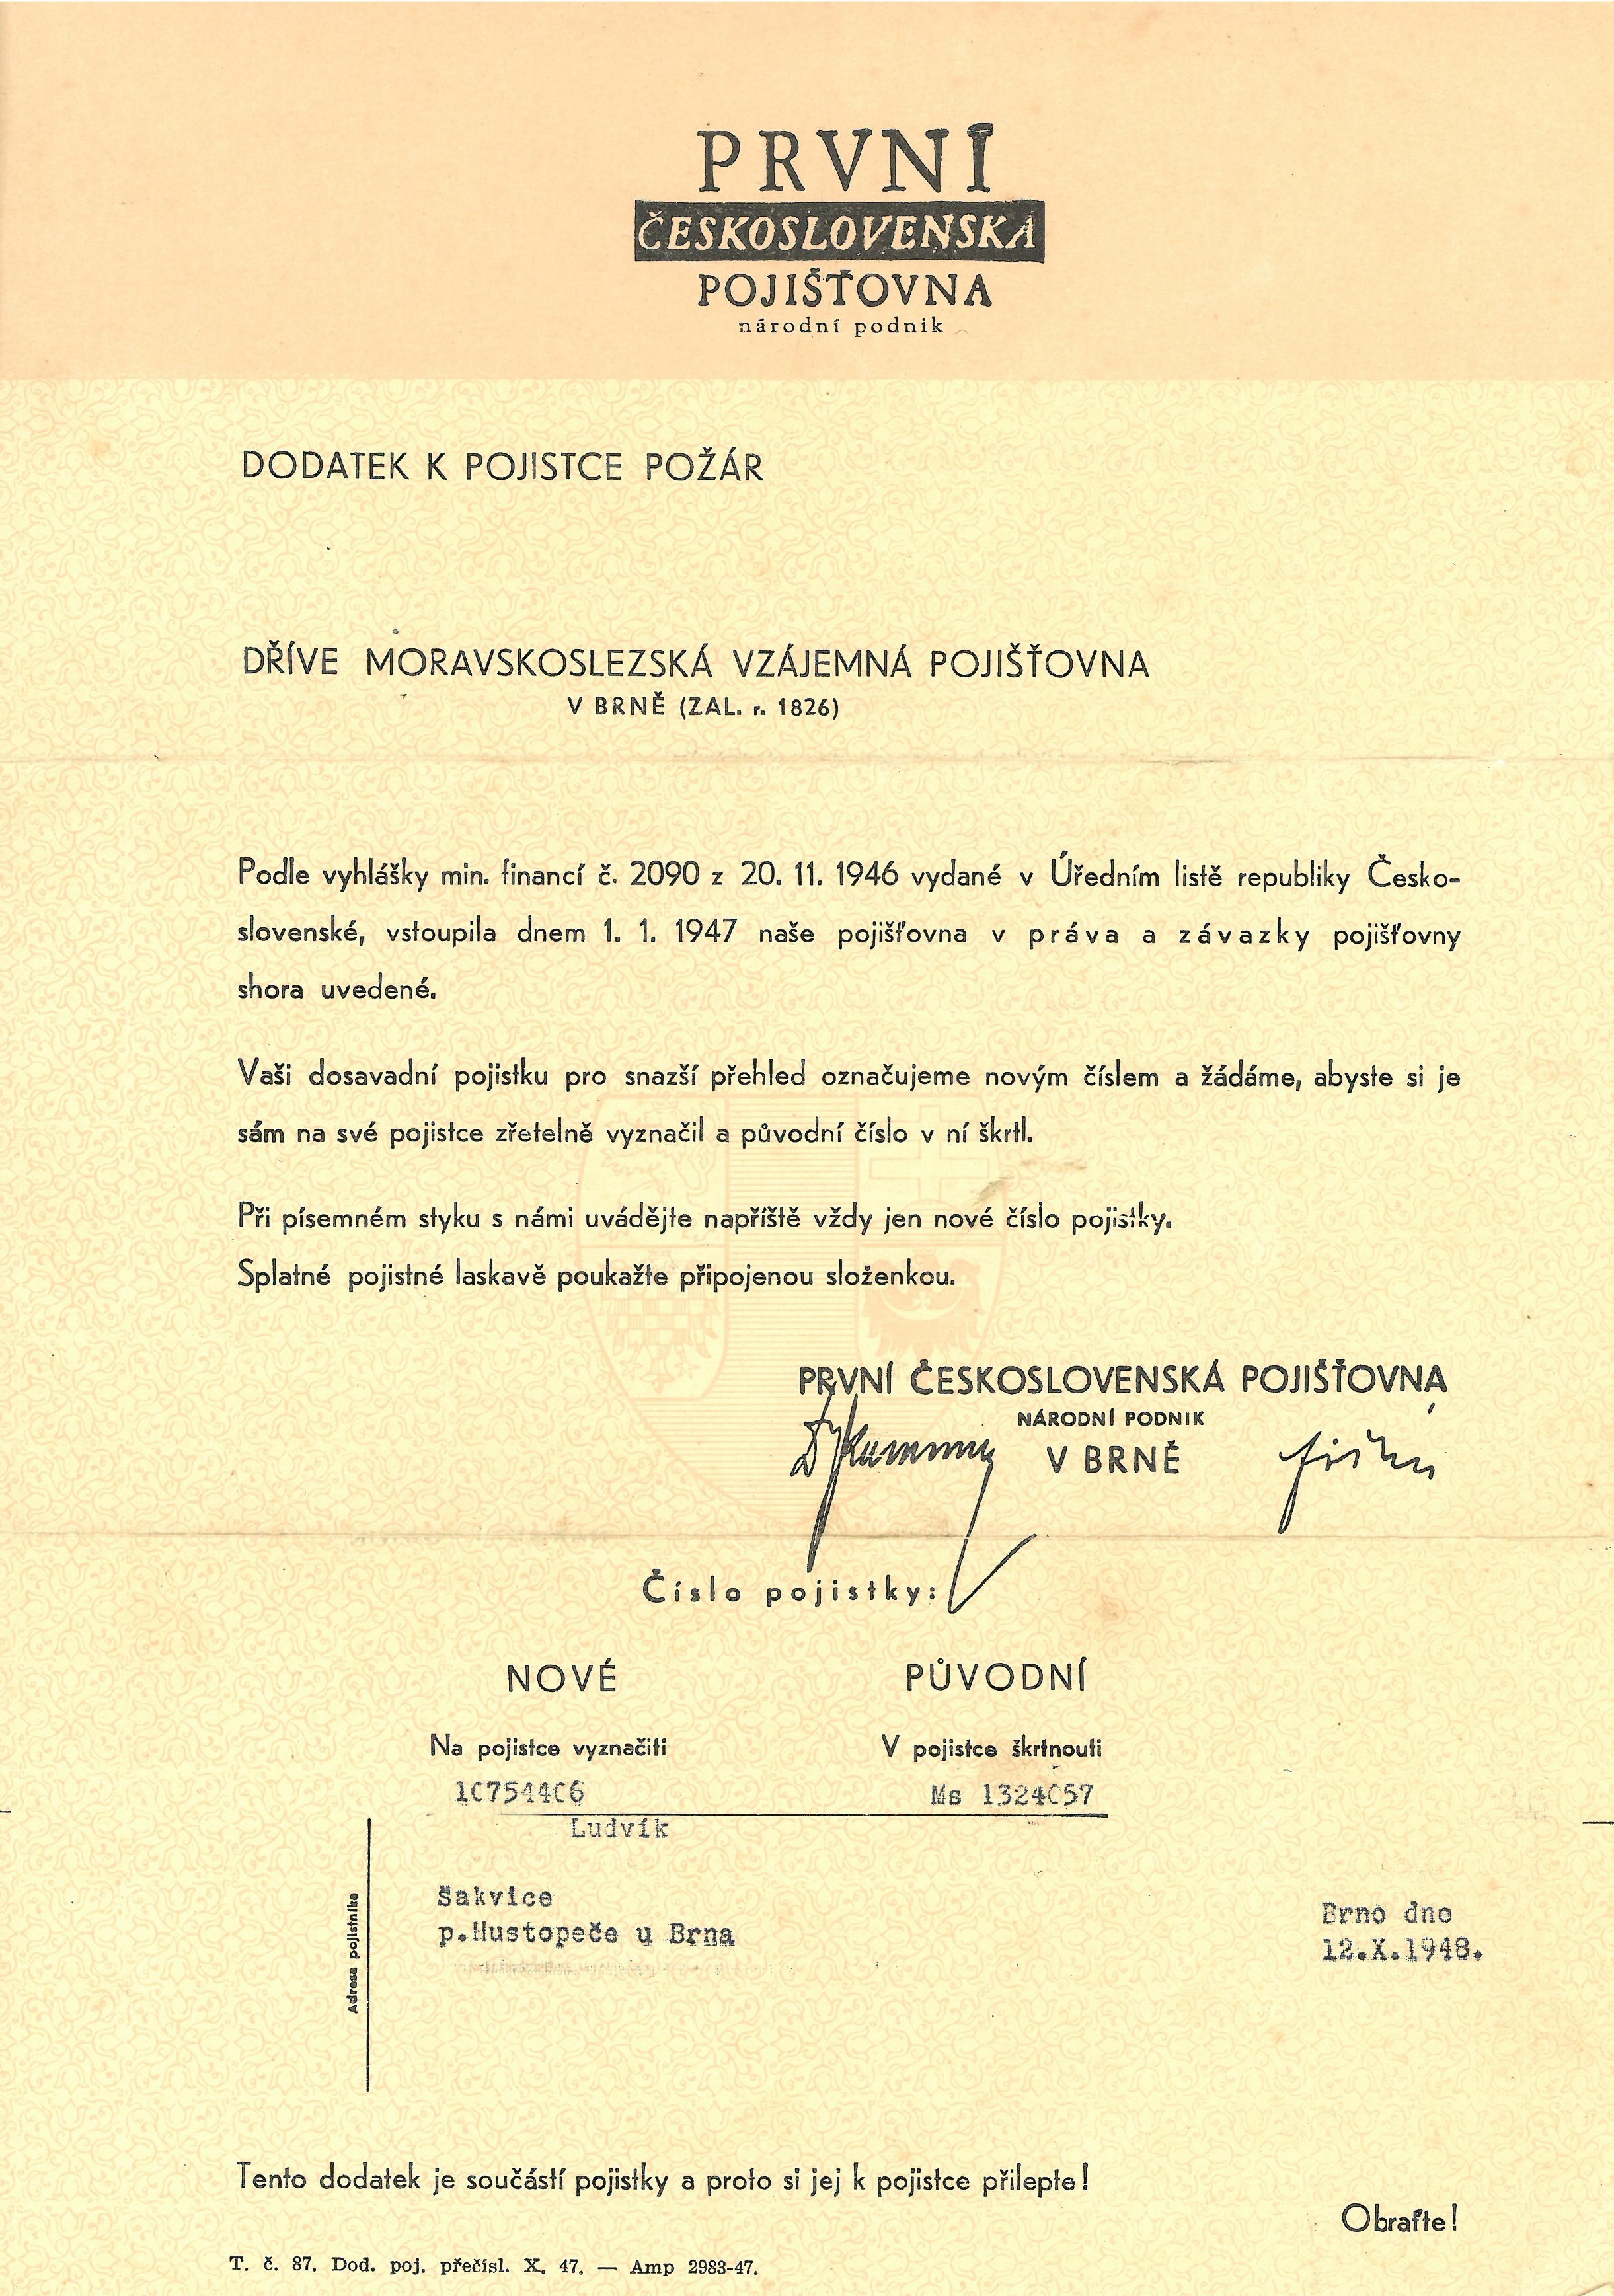 PRVNÍ
ČESKOSLOVENSKÁ
POJIŠŤOVNA
národní podnik
DODATEK K POJISTCE POŽÁR
DŘÍVE MORAVSKOSLEZSKÁ VZÁJEMNÁ POJIŠŤOVNA
V BRNĚ (ZAL. r. 1826)
Podle vyhlášky min. financí č. 2090 z 20. 11. 1946 vydané v Úředním listě republiky Česko-
slovenské, vstoupila dnem 1. 1. 1947 naše pojišťovna v práva a závazky pojišťovny
shora uvedené.
Vaši dosavadní pojistku pro snazší přehled označujeme novým číslem a žádáme, abyste si je
sám na své pojistce zřetelně vyznačil a původní číslo v ní škrtl.
Při písemném styku s námi uvádějte napříště vždy jen nové číslo pojistky.
Splatné pojistné laskavě poukažte připojenou složenkou.
PRVNÍ ČESKOSLOVENSKÁ POJIŠŤOVNA
NÁRODNÍ PODNIK
V BRNĚ
Číslo pojistky:
NOVÉ PŮVODNÍ
Na pojistce vyznačiti V pojistce škrtnouti
10754406 Ms 1324057
Ludvík
Adresa pojistníka
Šakvice
p.Hustopeče u Brna
Brno dne
12.X.1948.
Tento dodatek je součástí pojistky a proto si jej k pojistce přilepte!
Obraťte!
T. č. 87. Dod. poj. přečísl. X. 47. — Amp 2983-47.